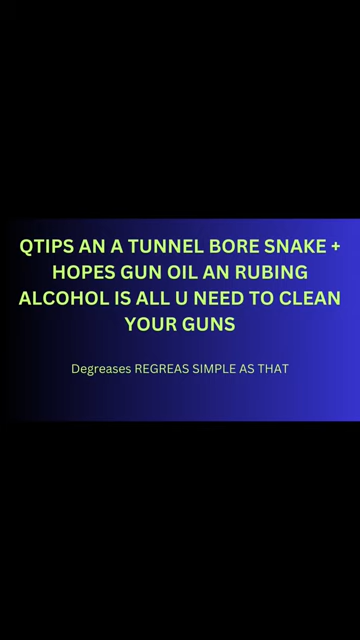 QTIPS AN A TUNNEL BORE SNAKE +
HOPES GUN OIL AN RUBING
ALCOHOL IS ALL U NEED TO CLEAN
YOUR GUNS
Degreases REGREAS SIMPLE AS THAT